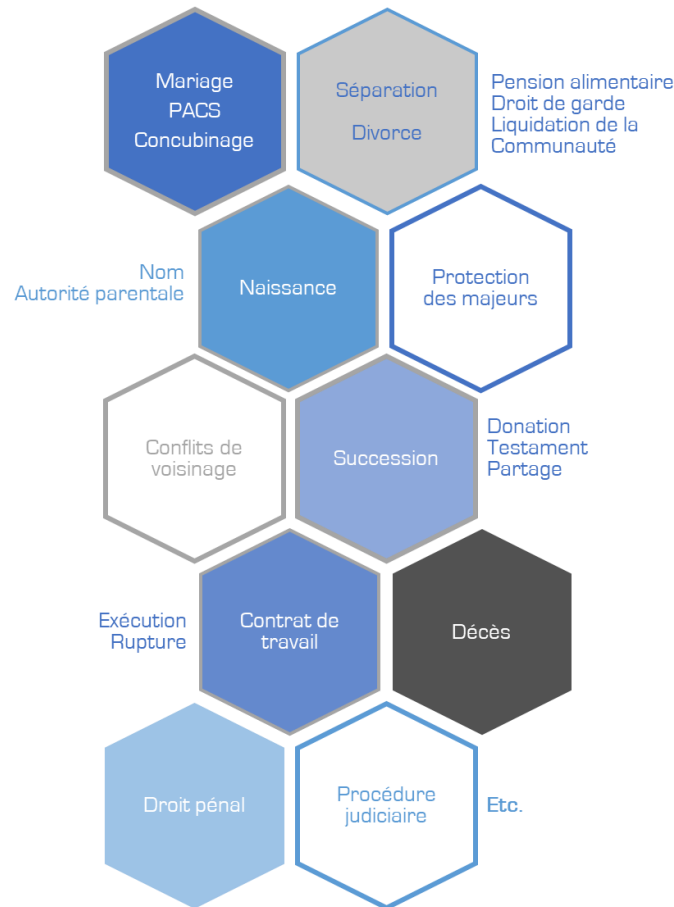 Mariage
PACS
Concubinage
Séparation
Divorce
Pension alimentaire
Droit de garde
Liquidation de la
Communauté
Nom
Autorité parentale
Naissance
Protection
des majeurs
Conflits de
voisinage
Succession
Donation
Testament
Partage
Exécution
Rupture
Contrat de
travail
Décès
Droit pénal
Procédure
judiciaire
Etc.